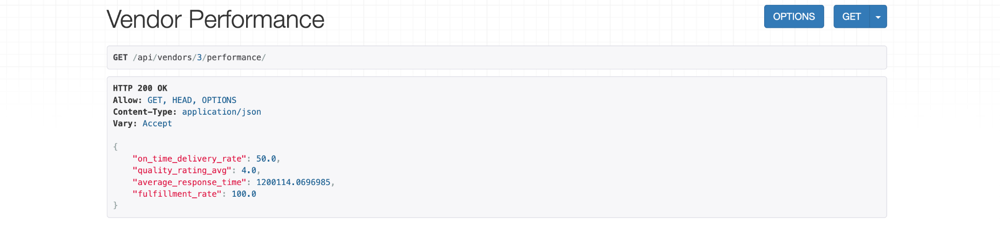 Vendor Performance
OPTIONS
GET
GET /api/vendors/3/performance/
HTTP 200 OK
Allow: GET, HEAD, OPTIONS
Content-Type: application/json
Vary: Accept
{
    "on_time_delivery_rate": 50.0,
    "quality_rating_avg": 4.0,
    "average_response_time": 1200114.0696985,
    "fulfillment_rate": 100.0
}